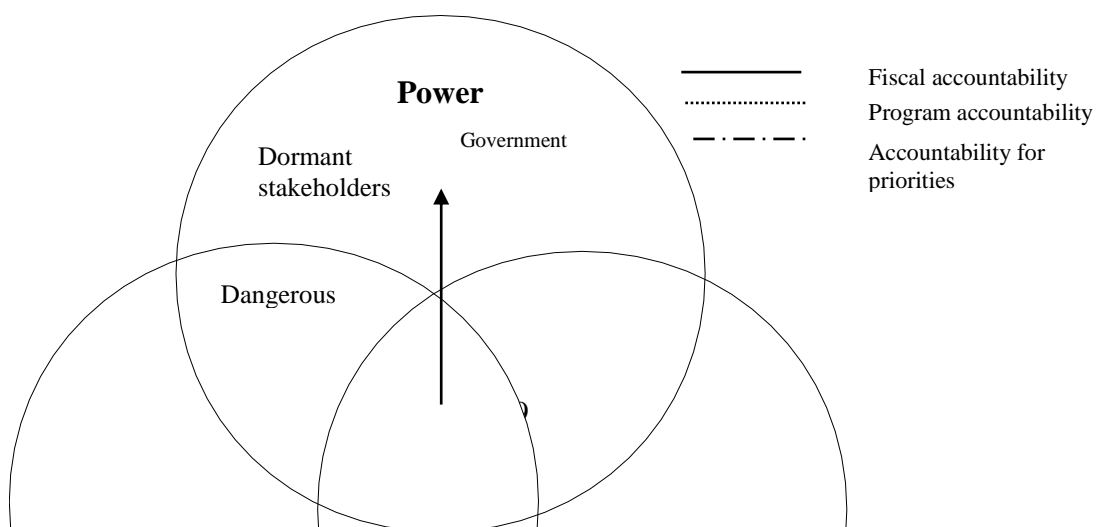 Power
Government
Dormant
stakeholders
Dangerous
Fiscal accountability
Program accountability
Accountability for
priorities